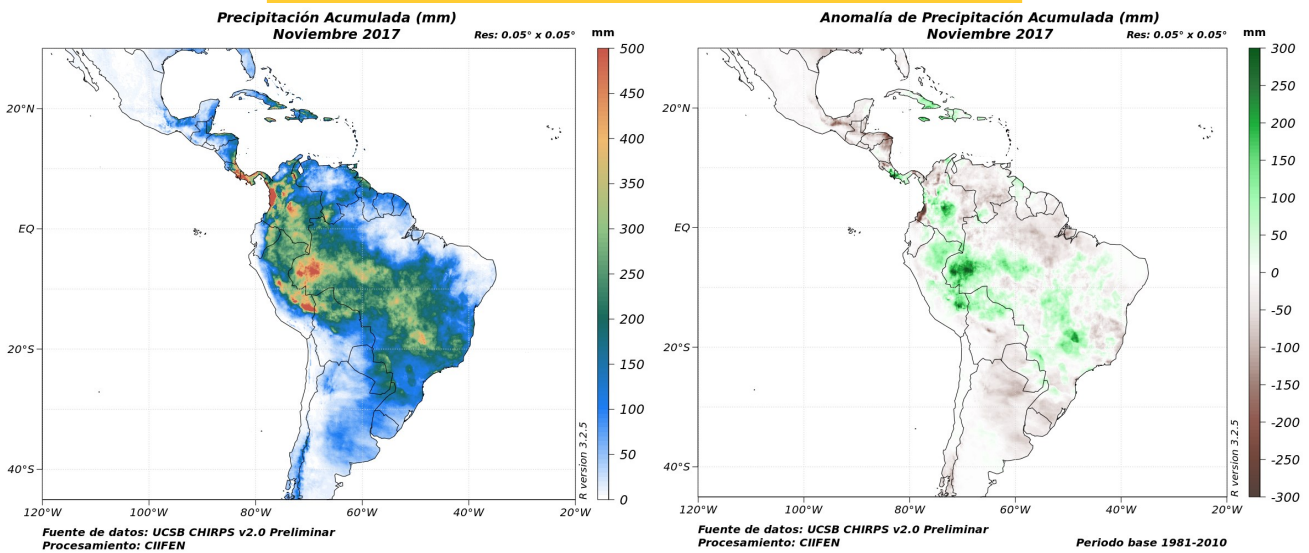 Precipitación Acumulada (mm)
Noviembre 2017
Res: 0.05° x 0.05°
mm
500
450
400
350
300
250
200
150
100
50
0
20°N
EQ
20°S
40°S
120°W
100°W
80°W
60°W
40°W
20°W
R version 3.2.5
Fuente de datos: UCSB CHIRPS v2.0 Preliminar
Procesamiento: CIIFEN
Anomalía de Precipitación Acumulada (mm)
Noviembre 2017
Res: 0.05° x 0.05°
mm
300
250
200
150
100
50
0
-50
-100
-150
-200
-250
-300
20°N
EQ
20°S
40°S
120°W
100°W
80°W
60°W
40°W
20°W
R version 3.2.5
Fuente de datos: UCSB CHIRPS v2.0 Preliminar
Procesamiento: CIIFEN
Periodo base 1981-2010